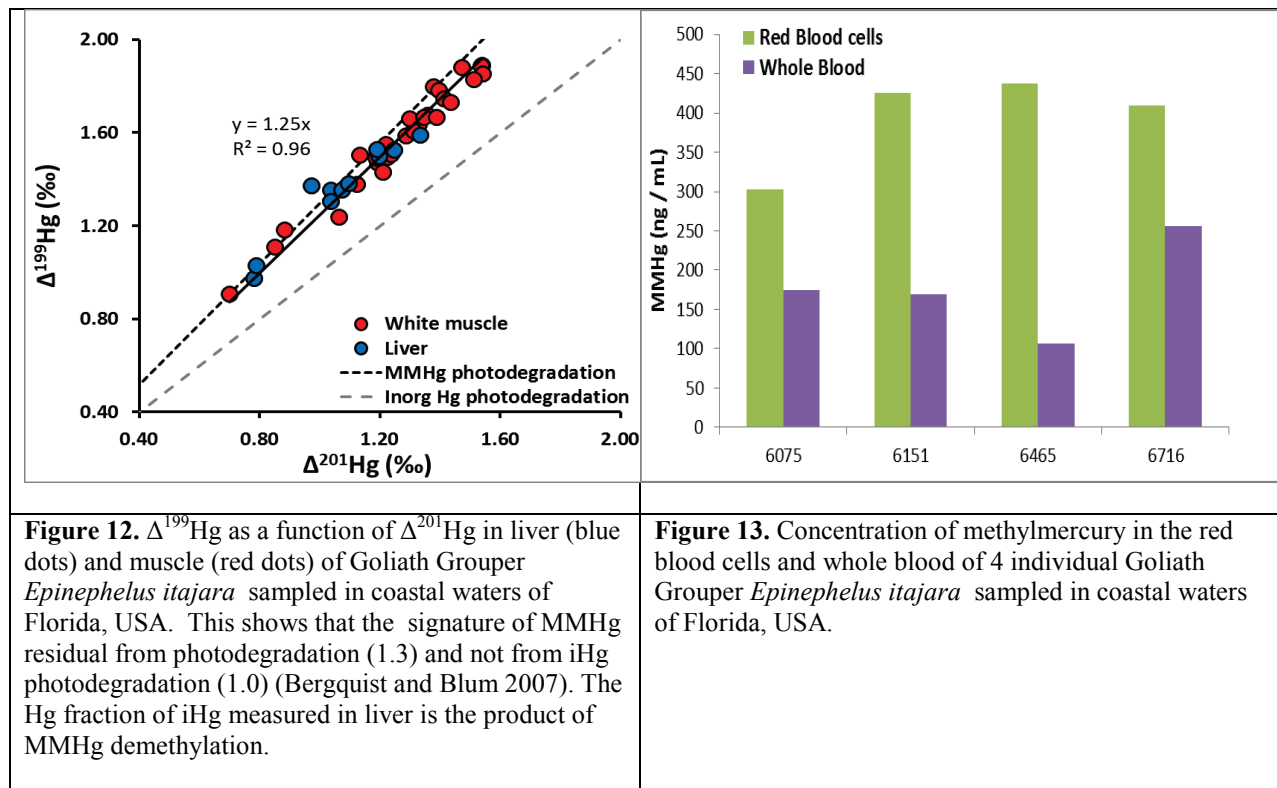 2.00
1.60
1.20
0.80
0.40
Δ¹⁹⁹Hg (‰)
y = 1.25x
R² = 0.96
White muscle
Liver
MMHg photodegradation
Inorg Hg photodegradation
0.40 0.80 1.20 1.60 2.00
Δ²⁰¹Hg (‰)
500
450
400
350
300
250
200
150
100
50
0
MMHg (ng / mL)
Red Blood cells
Whole Blood
6075 6151 6465 6716
Figure 12. Δ¹⁹⁹Hg as a function of Δ²⁰¹Hg in liver (blue
dots) and muscle (red dots) of Goliath Grouper
Epinephelus itajara sampled in coastal waters of
Florida, USA. This shows that the signature of MMHg
residual from photodegradation (1.3) and not from iHg
photodegradation (1.0) (Bergquist and Blum 2007). The
Hg fraction of iHg measured in liver is the product of
MMHg demethylation.
Figure 13. Concentration of methylmercury in the red
blood cells and whole blood of 4 individual Goliath
Grouper Epinephelus itajara sampled in coastal waters
of Florida, USA.